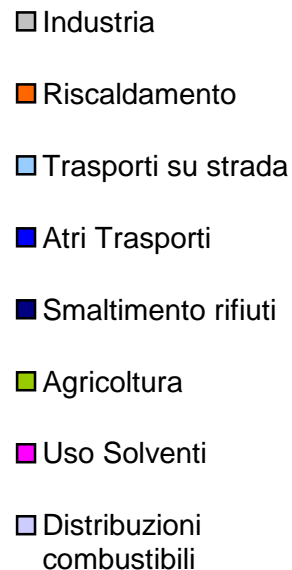 Industria
Riscaldamento
Trasporti su strada
Atri Trasporti
Smaltimento rifiuti
Agricoltura
Uso Solventi
Distribuzioni
combustibili